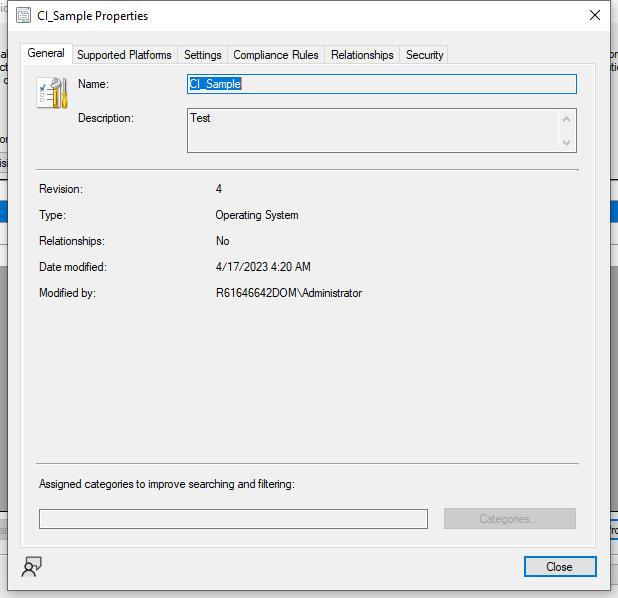 CI_Sample Properties
General Supported Platforms Settings Compliance Rules Relationships Security
Name: CI_Sample
Description: Test
Revision: 4
Type: Operating System
Relationships: No
Date modified: 4/17/2023 4:20 AM
Modified by: R61646642DOM\Administrator
Assigned categories to improve searching and filtering:
Categories...
Close